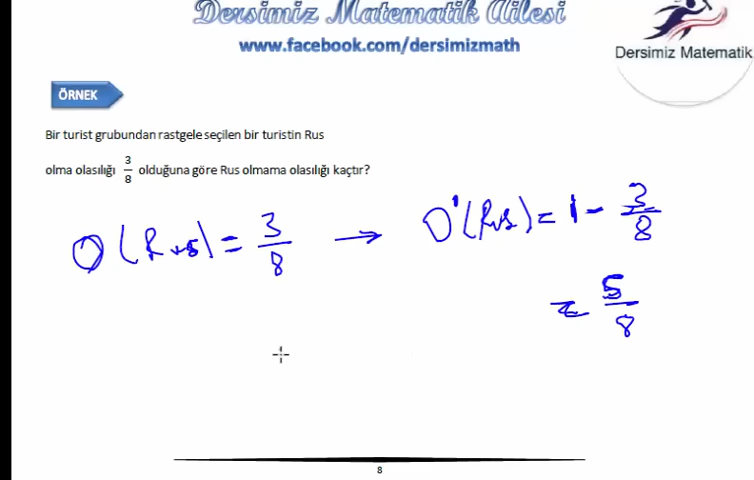 Dersimiz Matematik Ailesi
www.facebook.com/dersimizmath
Dersimiz Matematik
ÖRNEK
Bir turist grubundan rastgele seçilen bir turistin Rus
olma olasılığı 3/8 olduğuna göre Rus olmama olasılığı kaçtır?
O(Rus) = 3/8 → O'(Rus) = 1 - 3/8
= 5/8
8